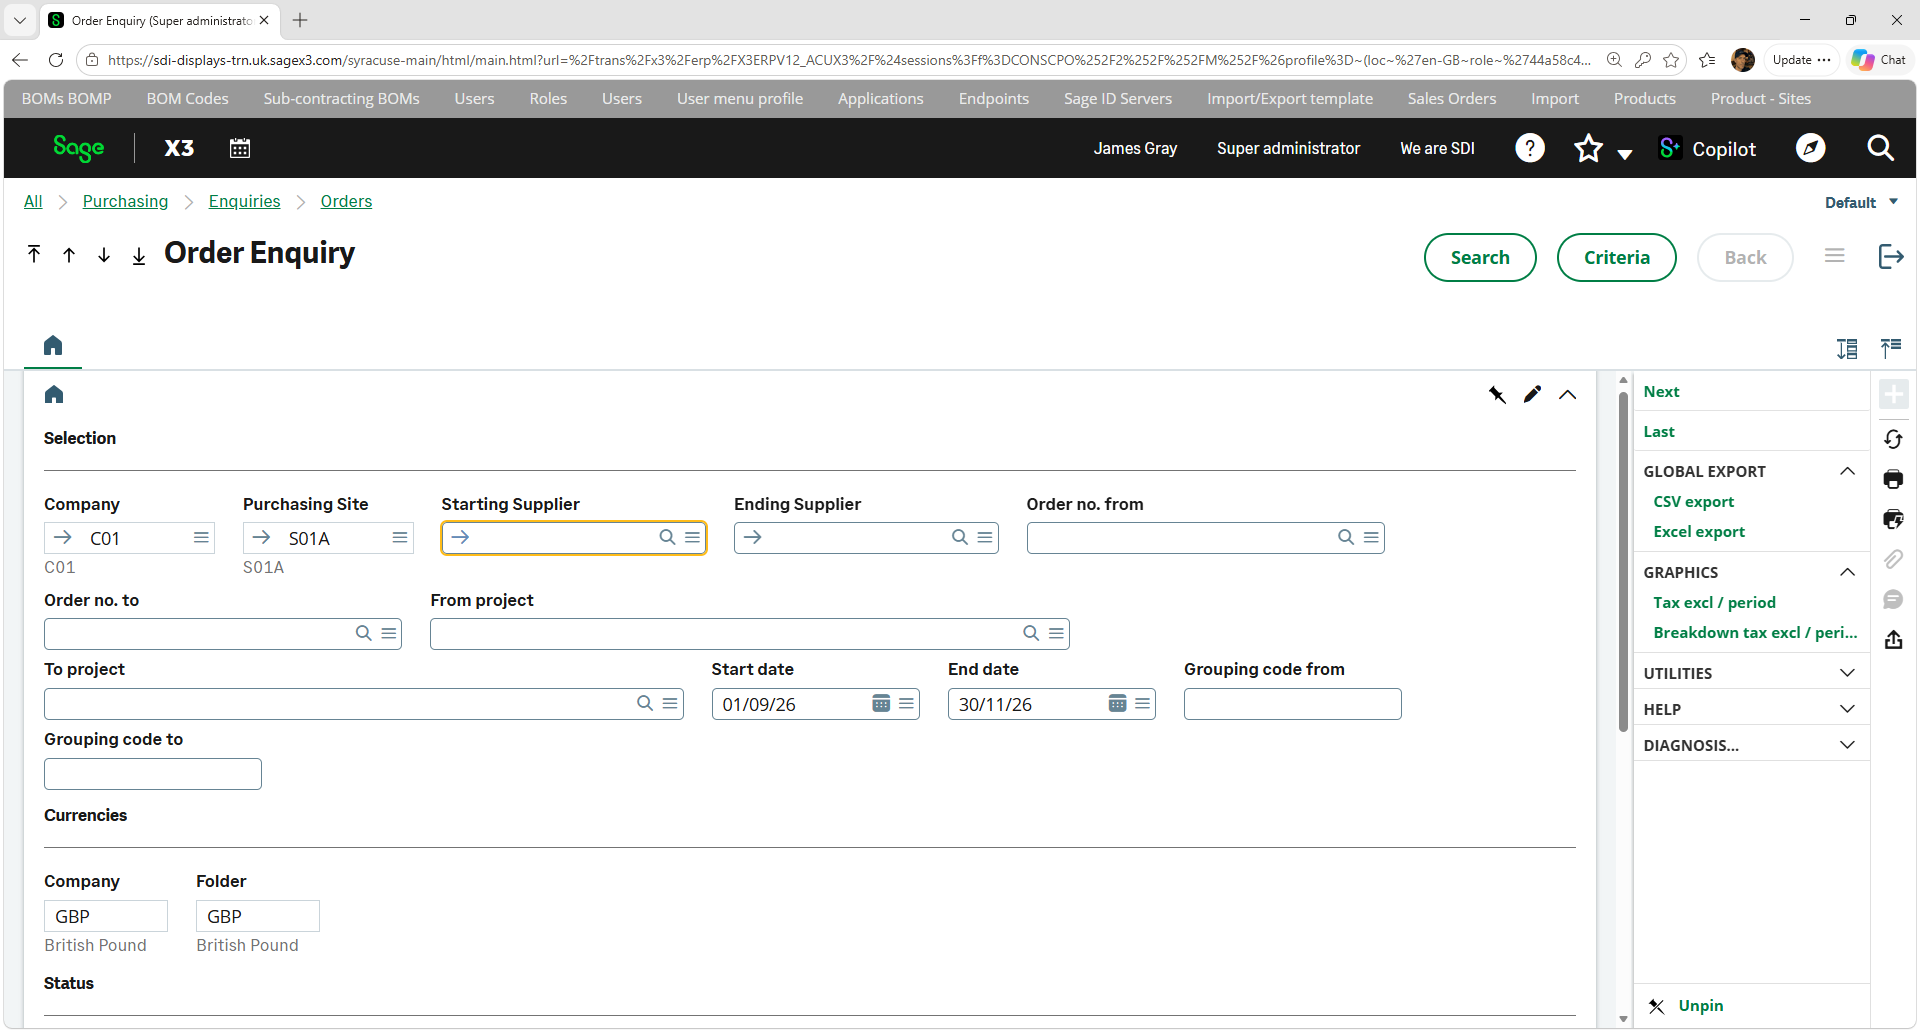 Order Enquiry (Super administrato
https://sdi-displays-trn.uk.sagex3.com/syracuse-main/html/main.html?url=%2Ftrans%2Fx3%2Ferp%2FX3ERPV12_ACUX3%2F%24sessions%3Ff%3DCONSCPO%252F2%252F%252FM%252F%26profile%3D~(loc~%27en-GB~role~%2744a58c4...
Update
Chat
BOMs BOMP
BOM Codes
Sub-contracting BOMs
Users
Roles
Users
User menu profile
Applications
Endpoints
Sage ID Servers
Import/Export template
Sales Orders
Import
Products
Product - Sites
Sage
X3
James Gray
Super administrator
We are SDI
Copilot
All
Purchasing
Enquiries
Orders
Default
Order Enquiry
Search
Criteria
Back
Selection
Company
Purchasing Site
Starting Supplier
Ending Supplier
Order no. from
C01
S01A
C01
S01A
Order no. to
From project
To project
Start date
End date
Grouping code from
01/09/26
30/11/26
Grouping code to
Currencies
Company
Folder
GBP
GBP
British Pound
British Pound
Status
Next
Last
GLOBAL EXPORT
CSV export
Excel export
GRAPHICS
Tax excl / period
Breakdown tax excl / peri...
UTILITIES
HELP
DIAGNOSIS...
Unpin